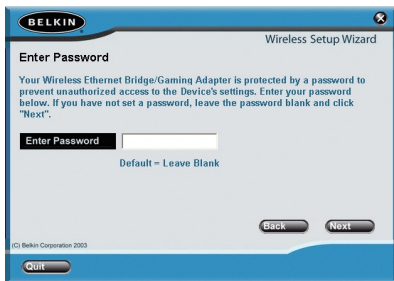 BELKIN
Wireless Setup Wizard
Enter Password
Your Wireless Ethernet Bridge/Gaming Adapter is protected by a password to
prevent unauthorized access to the Device's settings. Enter your password
below. If you have not set a password, leave the password blank and click
"Next".
Enter Password
Default = Leave Blank
Back Next
(C) Belkin Corporation 2003
Quit